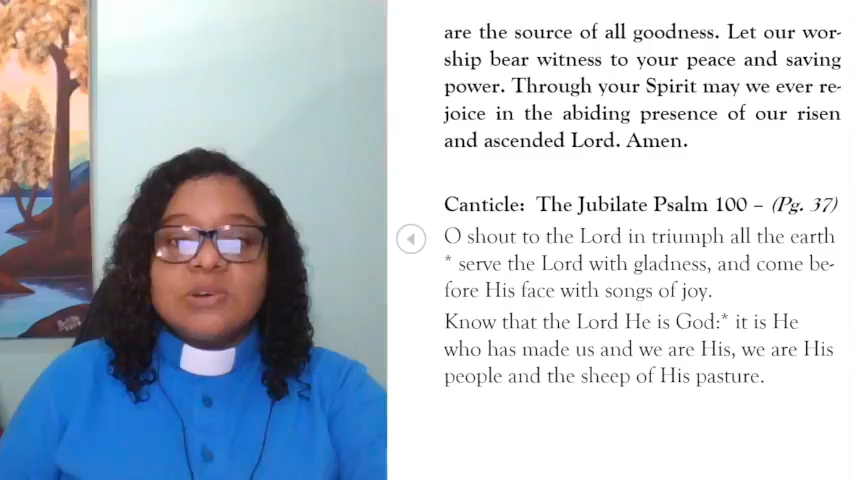 are the source of all goodness. Let our wor-
ship bear witness to your peace and saving
power. Through your Spirit may we ever re-
joice in the abiding presence of our risen
and ascended Lord. Amen.
Canticle: The Jubilate Psalm 100 – (Pg. 37)
O shout to the Lord in triumph all the earth
* serve the Lord with gladness, and come be-
fore His face with songs of joy.
Know that the Lord He is God:* it is He
who has made us and we are His, we are His
people and the sheep of His pasture.